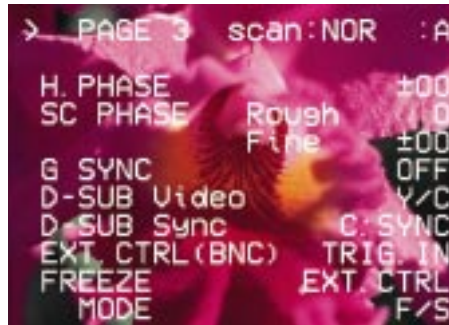 > PAGE 3 scan:NOR :A
H. PHASE ±00
SC PHASE Rough 0
Fine ±00
G SYNC OFF
D-SUB Video Y/C
D-SUB Sync C.SYNC
EXT. CTRL(BNC) TRIG.IN
FREEZE EXT.CTRL
MODE F/S